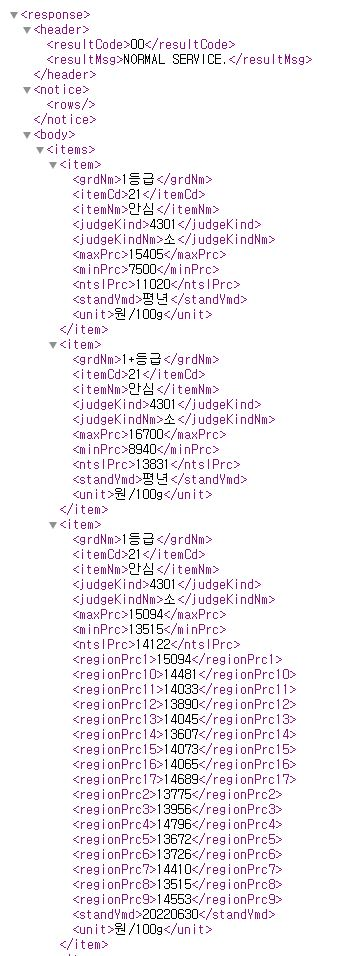 <response>
<header>
<resultCode>00</resultCode>
<resultMsg>NORMAL SERVICE.</resultMsg>
</header>
<notice>
<rows/>
</notice>
<body>
<items>
<item>
<grdNm>1등급</grdNm>
<itemCd>21</itemCd>
<itemNm>안심</itemNm>
<judgeKind>4301</judgeKind>
<judgeKindNm>소</judgeKindNm>
<maxPrc>15405</maxPrc>
<minPrc>7500</minPrc>
<ntslPrc>11020</ntslPrc>
<standYmd>평년</standYmd>
<unit>원/100g</unit>
</item>
<item>
<grdNm>1+등급</grdNm>
<itemCd>21</itemCd>
<itemNm>안심</itemNm>
<judgeKind>4301</judgeKind>
<judgeKindNm>소</judgeKindNm>
<maxPrc>16700</maxPrc>
<minPrc>8940</minPrc>
<ntslPrc>13831</ntslPrc>
<standYmd>평년</standYmd>
<unit>원/100g</unit>
</item>
<item>
<grdNm>1등급</grdNm>
<itemCd>21</itemCd>
<itemNm>안심</itemNm>
<judgeKind>4301</judgeKind>
<judgeKindNm>소</judgeKindNm>
<maxPrc>15094</maxPrc>
<minPrc>13515</minPrc>
<ntslPrc>14122</ntslPrc>
<regionPrc1>15094</regionPrc1>
<regionPrc10>14481</regionPrc10>
<regionPrc11>14033</regionPrc11>
<regionPrc12>13890</regionPrc12>
<regionPrc13>14045</regionPrc13>
<regionPrc14>13607</regionPrc14>
<regionPrc15>14073</regionPrc15>
<regionPrc16>14065</regionPrc16>
<regionPrc17>14689</regionPrc17>
<regionPrc2>13775</regionPrc2>
<regionPrc3>13956</regionPrc3>
<regionPrc4>14796</regionPrc4>
<regionPrc5>13672</regionPrc5>
<regionPrc6>13726</regionPrc6>
<regionPrc7>14410</regionPrc7>
<regionPrc8>13515</regionPrc8>
<regionPrc9>14553</regionPrc9>
<standYmd>20220630</standYmd>
<unit>원/100g</unit>
</item>